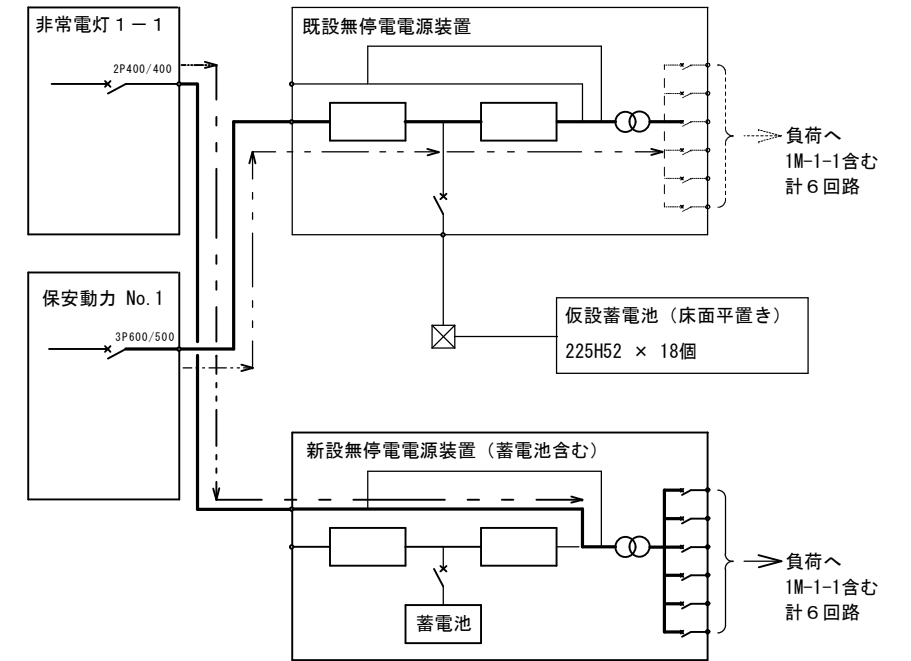 非常電灯１－１
2P400/400
既設無停電電源装置
負荷へ
1M-1-1含む
計６回路
保安動力 No.1
3P600/500
仮設蓄電池（床面平置き）
225H52 × 18個
新設無停電電源装置（蓄電池含む）
蓄電池
負荷へ
1M-1-1含む
計６回路